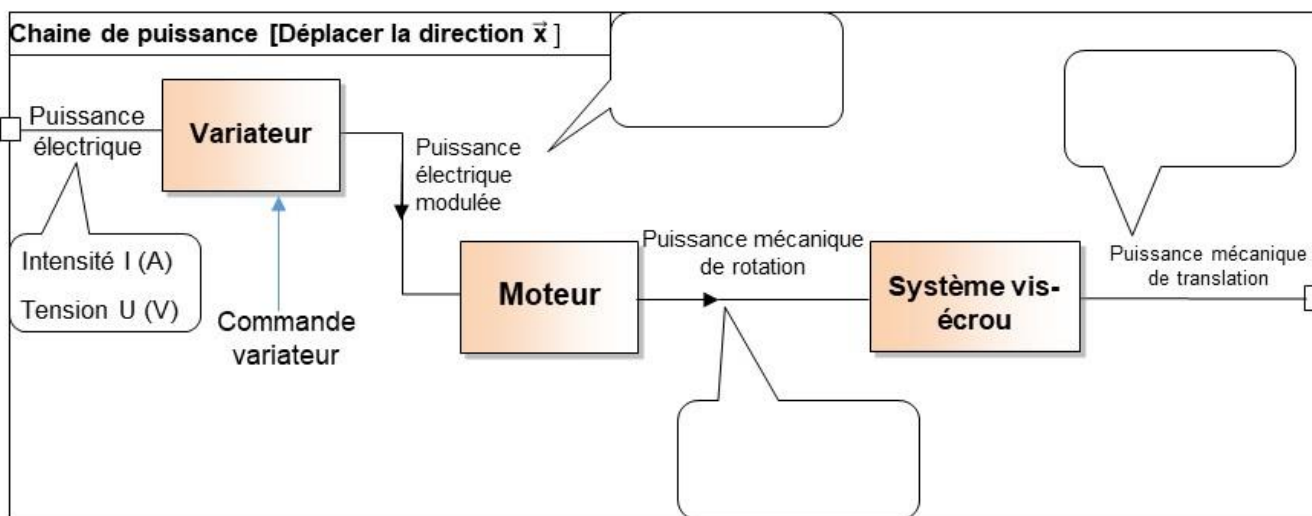 Chaine de puissance [Déplacer la direction x⃗ ]
Puissance
électrique
Variateur
Puissance
électrique
modulée
Intensité I (A)
Tension U (V)
Commande
variateur
Moteur
Puissance mécanique
de rotation
Système vis-
écrou
Puissance mécanique
de translation